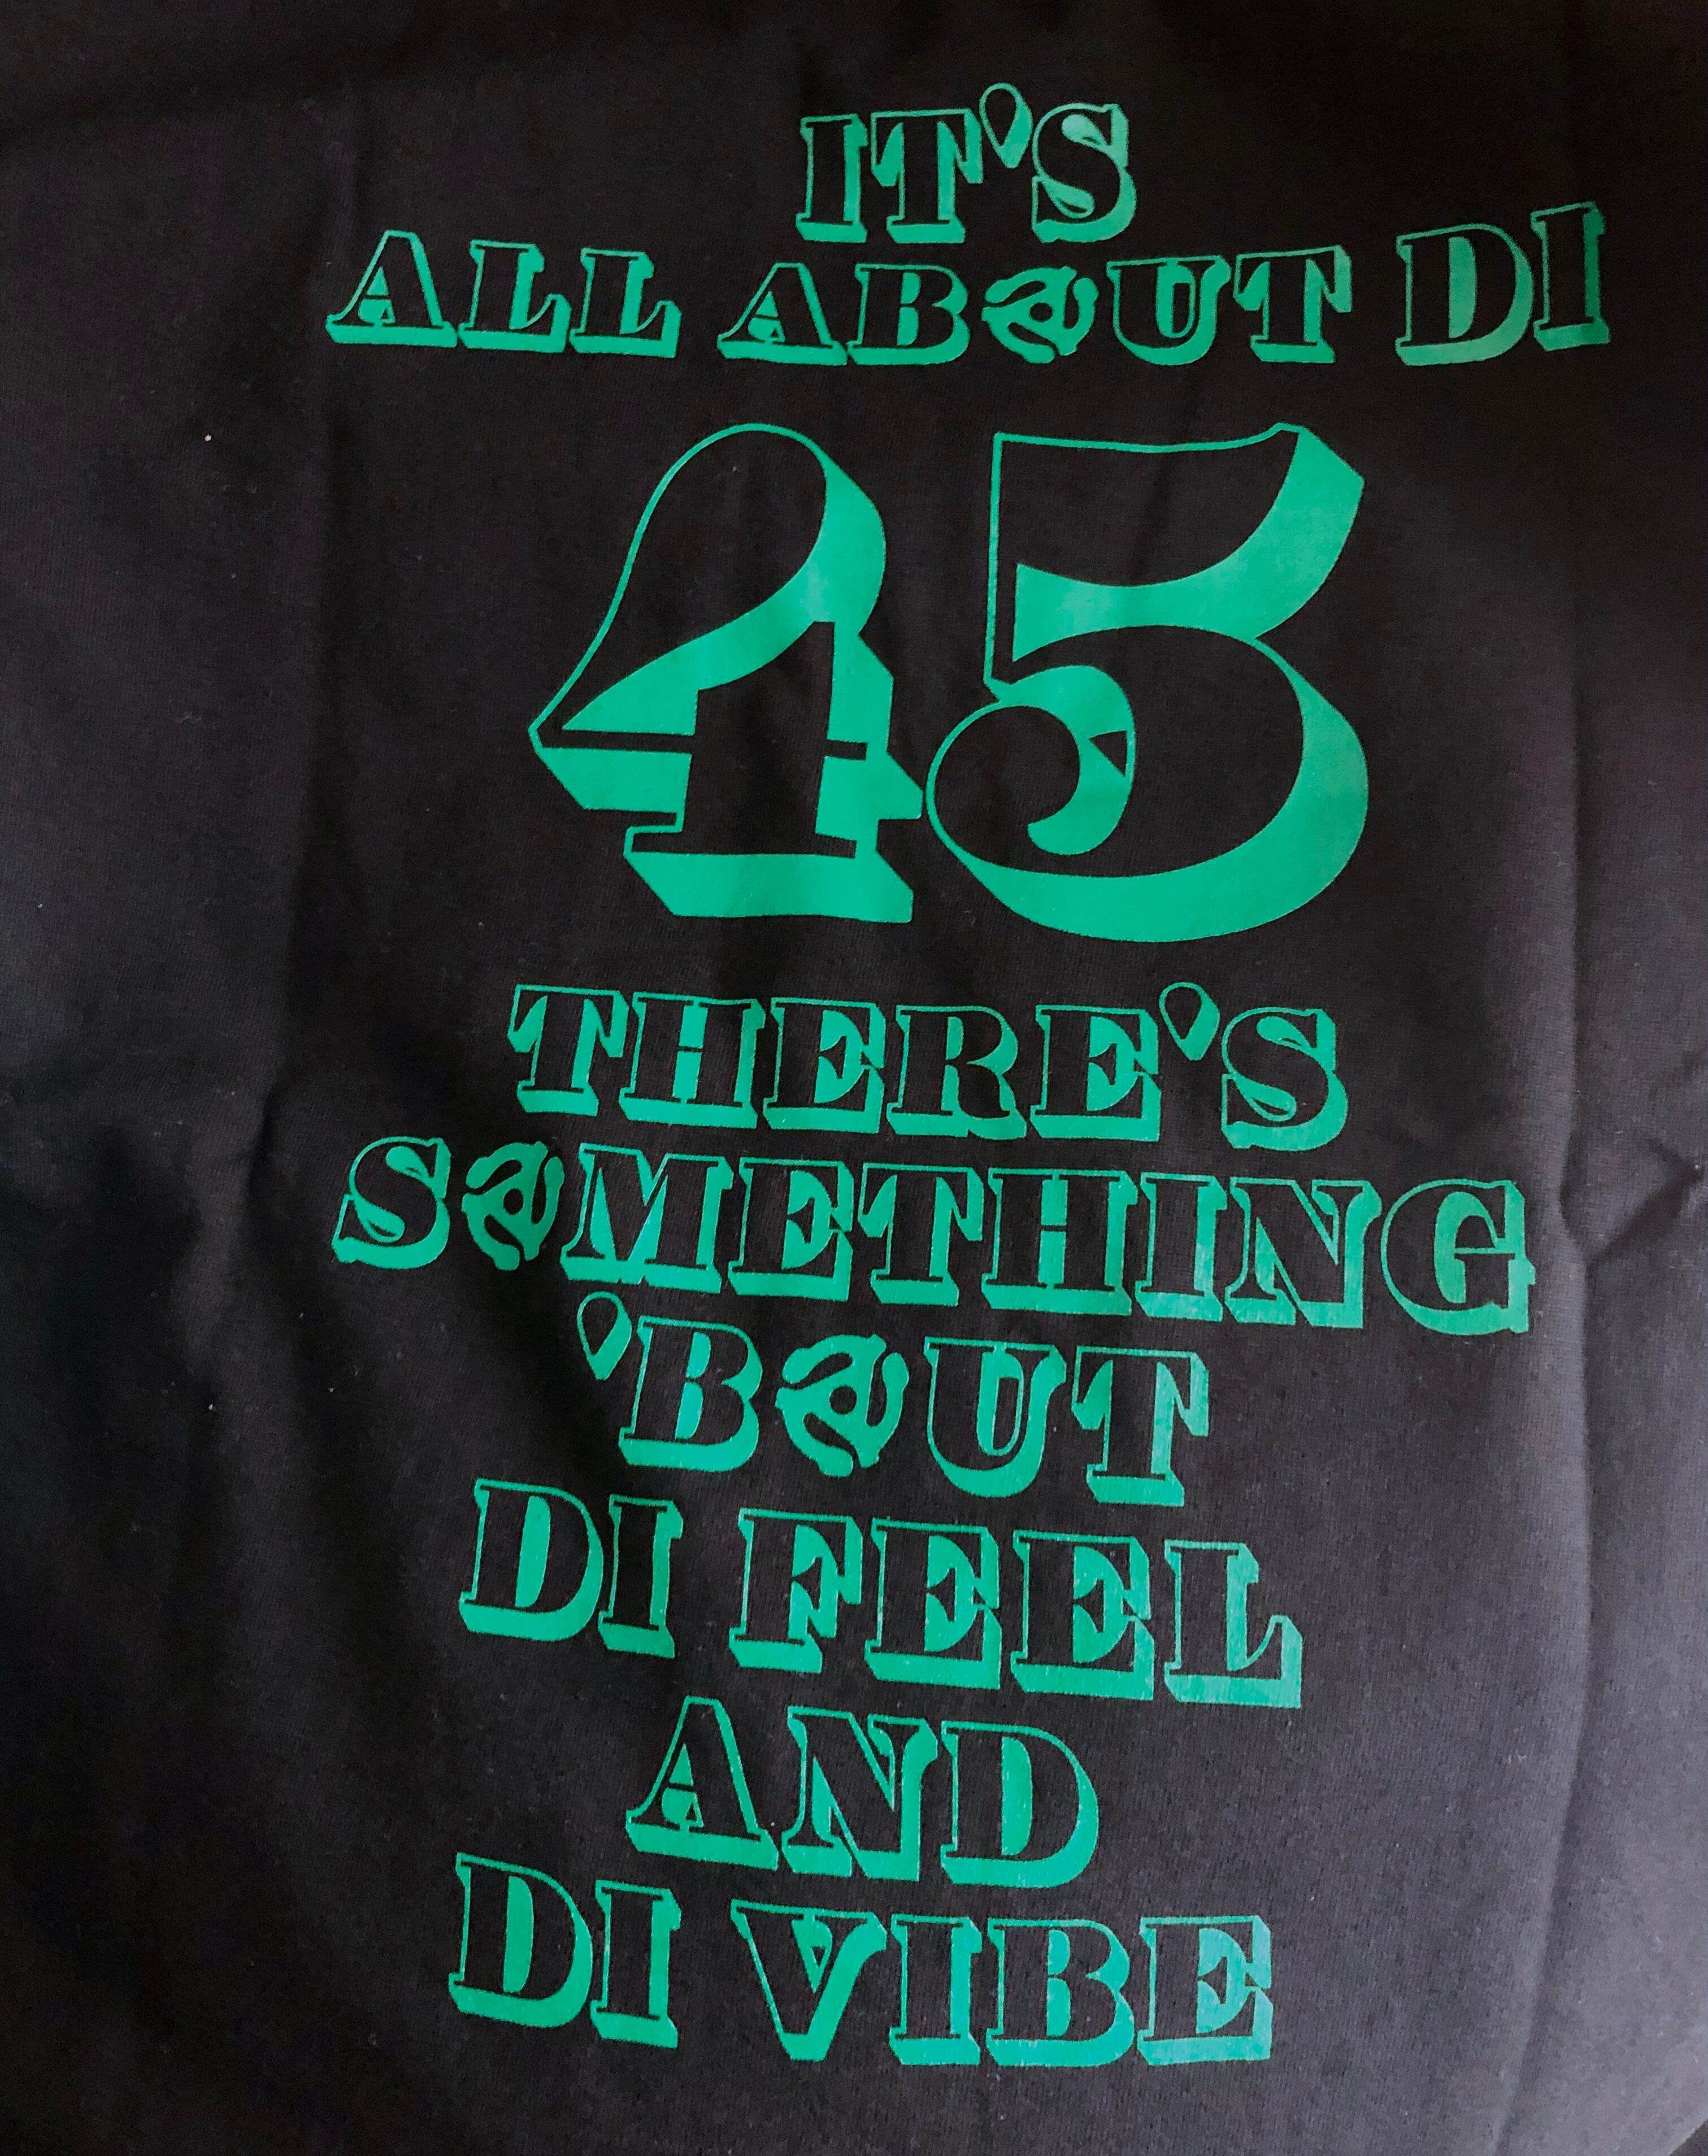 IT'S
ALL ABOUT DI
45
THERE'S
SOMETHING
'BOUT
DI FEEL
AND
DI VIBE